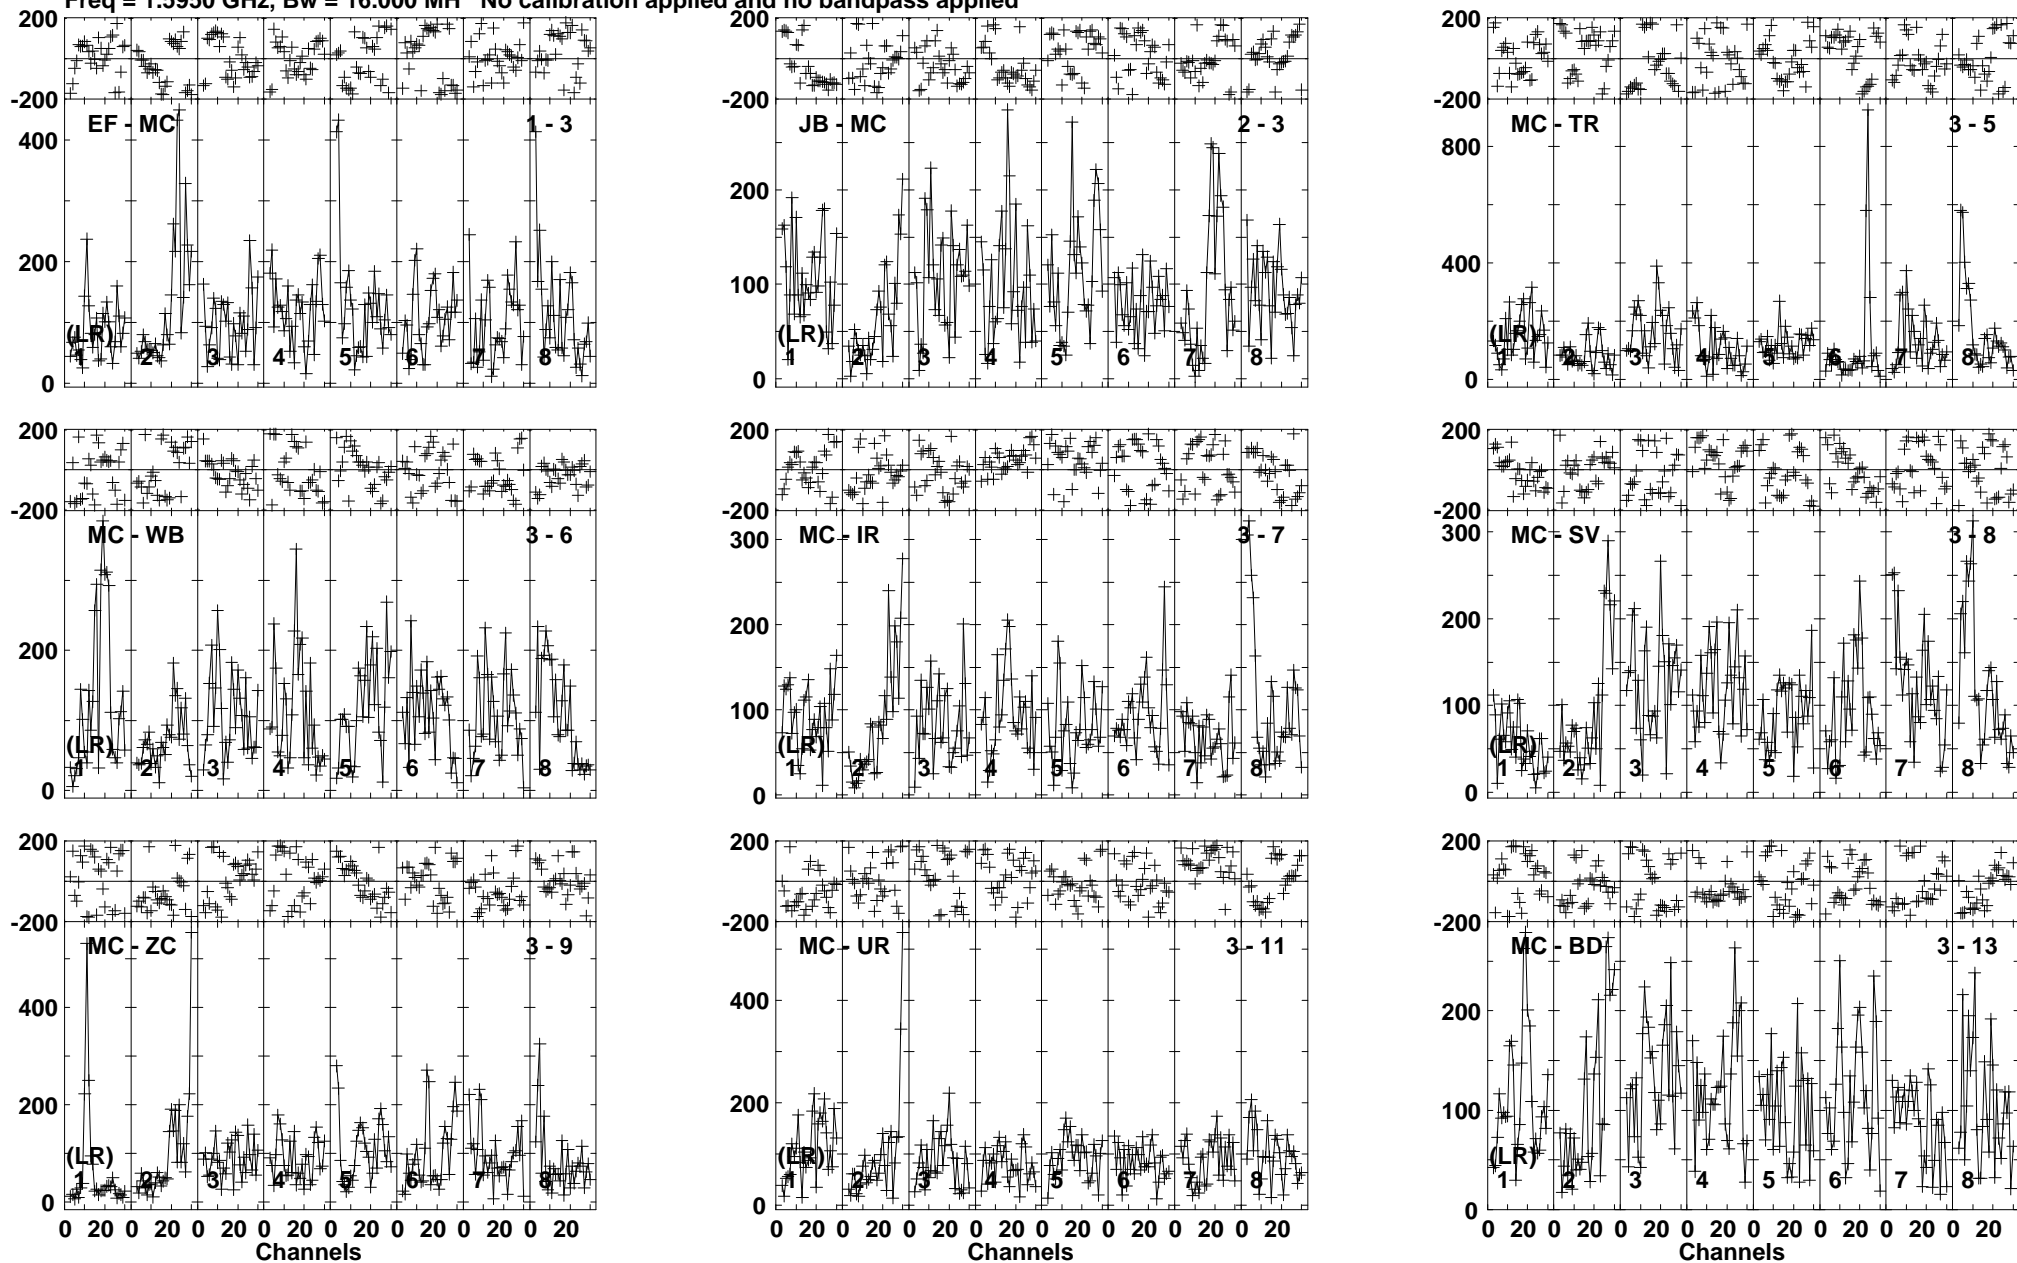 Freq = 1.5950 GHz, Bw = 16.000 MH No calibration applied and no bandpass applied
200 200 200
-200 -200 -200
EF - MC 1 - 3 JB - MC 2 - 3 MC - TR 3 - 5
400 200 800
200 100 400
0 0 0
(LR) (LR) (LR)
1 2 3 4 5 6 7 8 1 2 3 4 5 6 7 8 1 2 3 4 5 6 7 8
200 200 200
-200 -200 -200
MC - WB 3 - 6 MC - IR 3 - 7 MC - SV 3 - 8
300 300
200 200 200
100 100
0 0 0
(LR) (LR) (LR)
1 2 3 4 5 6 7 8 1 2 3 4 5 6 7 8 1 2 3 4 5 6 7 8
200 200 200
-200 -200 -200
MC - ZC 3 - 9 MC - UR 3 - 11 MC - BD 3 - 13
400 400 200
200 200 100
0 0 0
(LR) (LR) (LR)
1 2 3 4 5 6 7 8 1 2 3 4 5 6 7 8 1 2 3 4 5 6 7 8
0 20 0 20 0 20 0 20 0 20 0 20 0 20 0 20 0 20 0 20 0 20 0 20 0 20 0 20 0 20 0 20 0 20 0 20 0 20 0 20 0 20 0 20 0 20 0 20
Channels Channels Channels